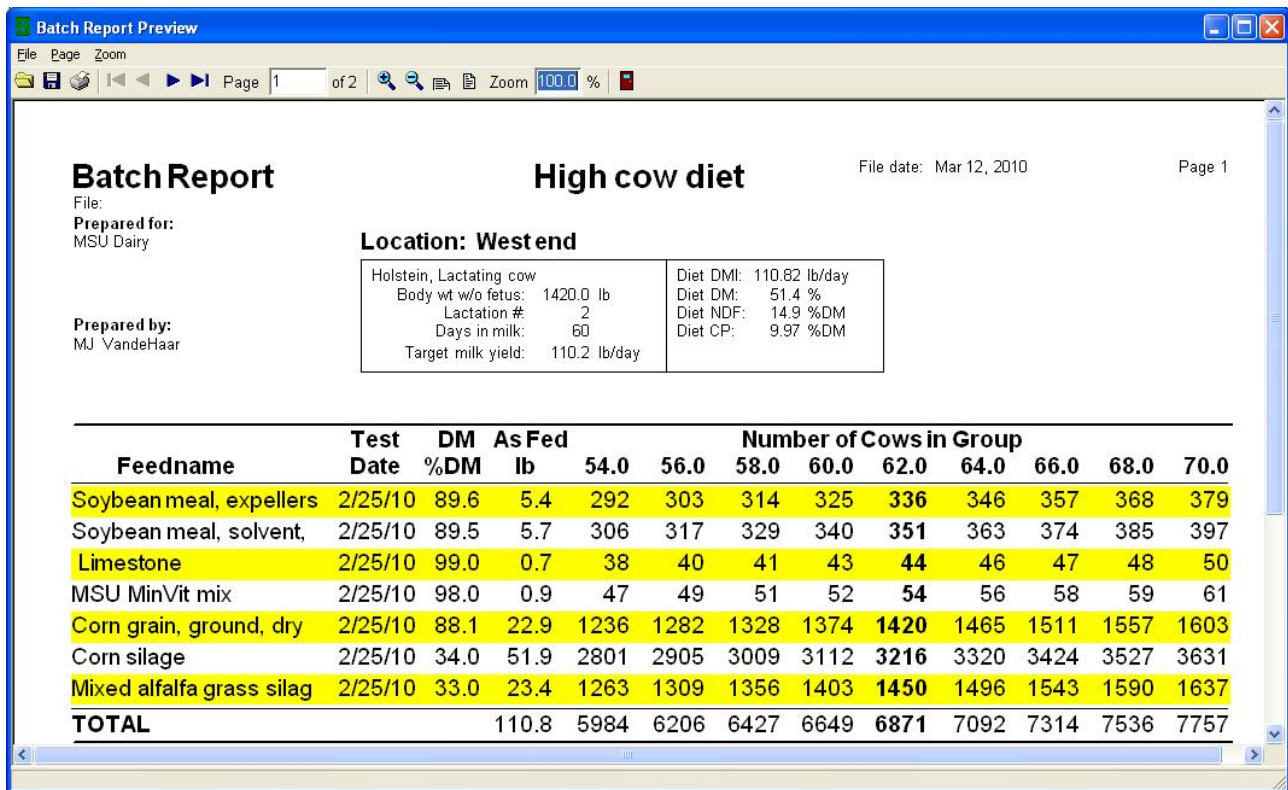 Batch Report Preview
File Page Zoom
Page 1 of 2 Zoom 100.0 %
Batch Report High cow diet File date: Mar 12, 2010 Page 1
File:
Prepared for:
MSU Dairy
Location: West end
Holstein, Lactating cow Diet DMI: 110.82 lb/day
Body wt w/o fetus: 1420.0 lb Diet DM: 51.4 %
Lactation #: 2 Diet NDF: 14.9 %DM
Prepared by: Days in milk: 60 Diet CP: 9.97 %DM
MJ VandeHaar
Target milk yield: 110.2 lb/day
Test DM As Fed Number of Cows in Group
Feedname Date %DM lb 54.0 56.0 58.0 60.0 62.0 64.0 66.0 68.0 70.0
Soybean meal, expellers 2/25/10 89.6 5.4 292 303 314 325 336 346 357 368 379
Soybean meal, solvent, 2/25/10 89.5 5.7 306 317 329 340 351 363 374 385 397
Limestone 2/25/10 99.0 0.7 38 40 41 43 44 46 47 48 50
MSU MinVit mix 2/25/10 98.0 0.9 47 49 51 52 54 56 58 59 61
Corn grain, ground, dry 2/25/10 88.1 22.9 1236 1282 1328 1374 1420 1465 1511 1557 1603
Corn silage 2/25/10 34.0 51.9 2801 2905 3009 3112 3216 3320 3424 3527 3631
Mixed alfalfa grass silag 2/25/10 33.0 23.4 1263 1309 1356 1403 1450 1496 1543 1590 1637
TOTAL 110.8 5984 6206 6427 6649 6871 7092 7314 7536 7757